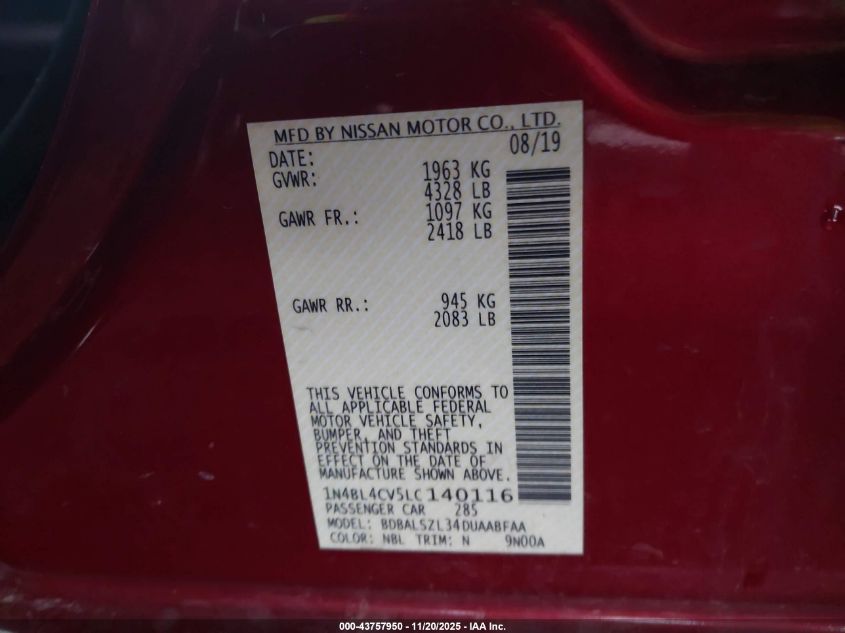 MFD BY NISSAN MOTOR CO., LTD.
DATE: 08/19
GVWR: 1963 KG
4328 LB
GAWR FR.: 1097 KG
2418 LB
GAWR RR.: 945 KG
2083 LB
THIS VEHICLE CONFORMS TO
ALL APPLICABLE FEDERAL
MOTOR VEHICLE SAFETY,
BUMPER, AND THEFT
PREVENTION STANDARDS IN
EFFECT ON THE DATE OF
MANUFACTURE SHOWN ABOVE.
1N4BL4CV5LC140116
PASSENGER CAR 285
MODEL: BDBALSZL34DUAABFAA
COLOR: NBL TRIM: N 9N00A
000-43757950 - 11/20/2025 - IAA Inc.